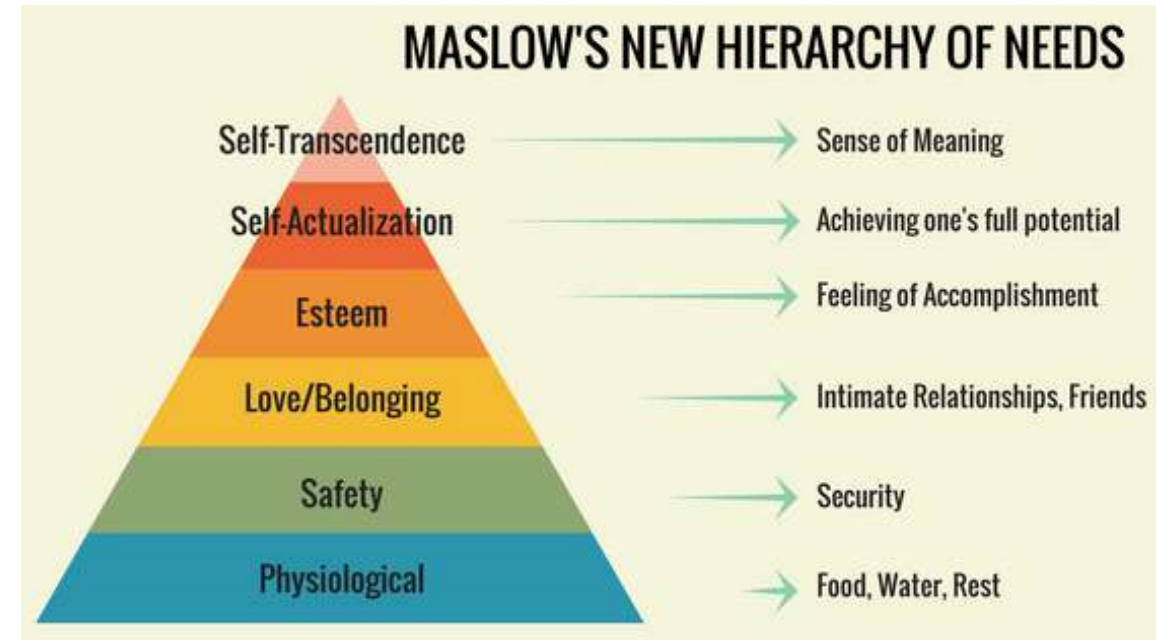 MASLOW'S NEW HIERARCHY OF NEEDS
Self-Transcendence
Sense of Meaning
Self-Actualization
Achieving one's full potential
Esteem
Feeling of Accomplishment
Love/Belonging
Intimate Relationships, Friends
Safety
Security
Physiological
Food, Water, Rest